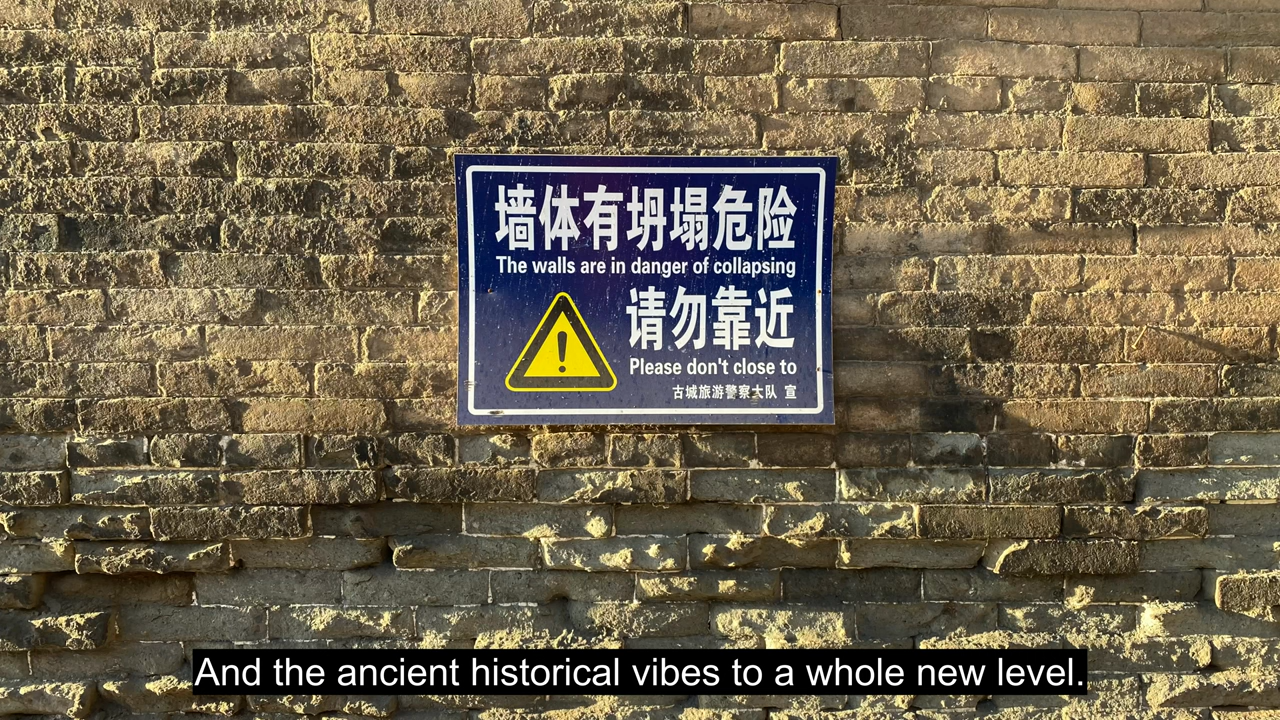 墙体有坍塌危险
The walls are in danger of collapsing
请勿靠近
Please don't close to
古城旅游警察大队 宣
And the ancient historical vibes to a whole new level.